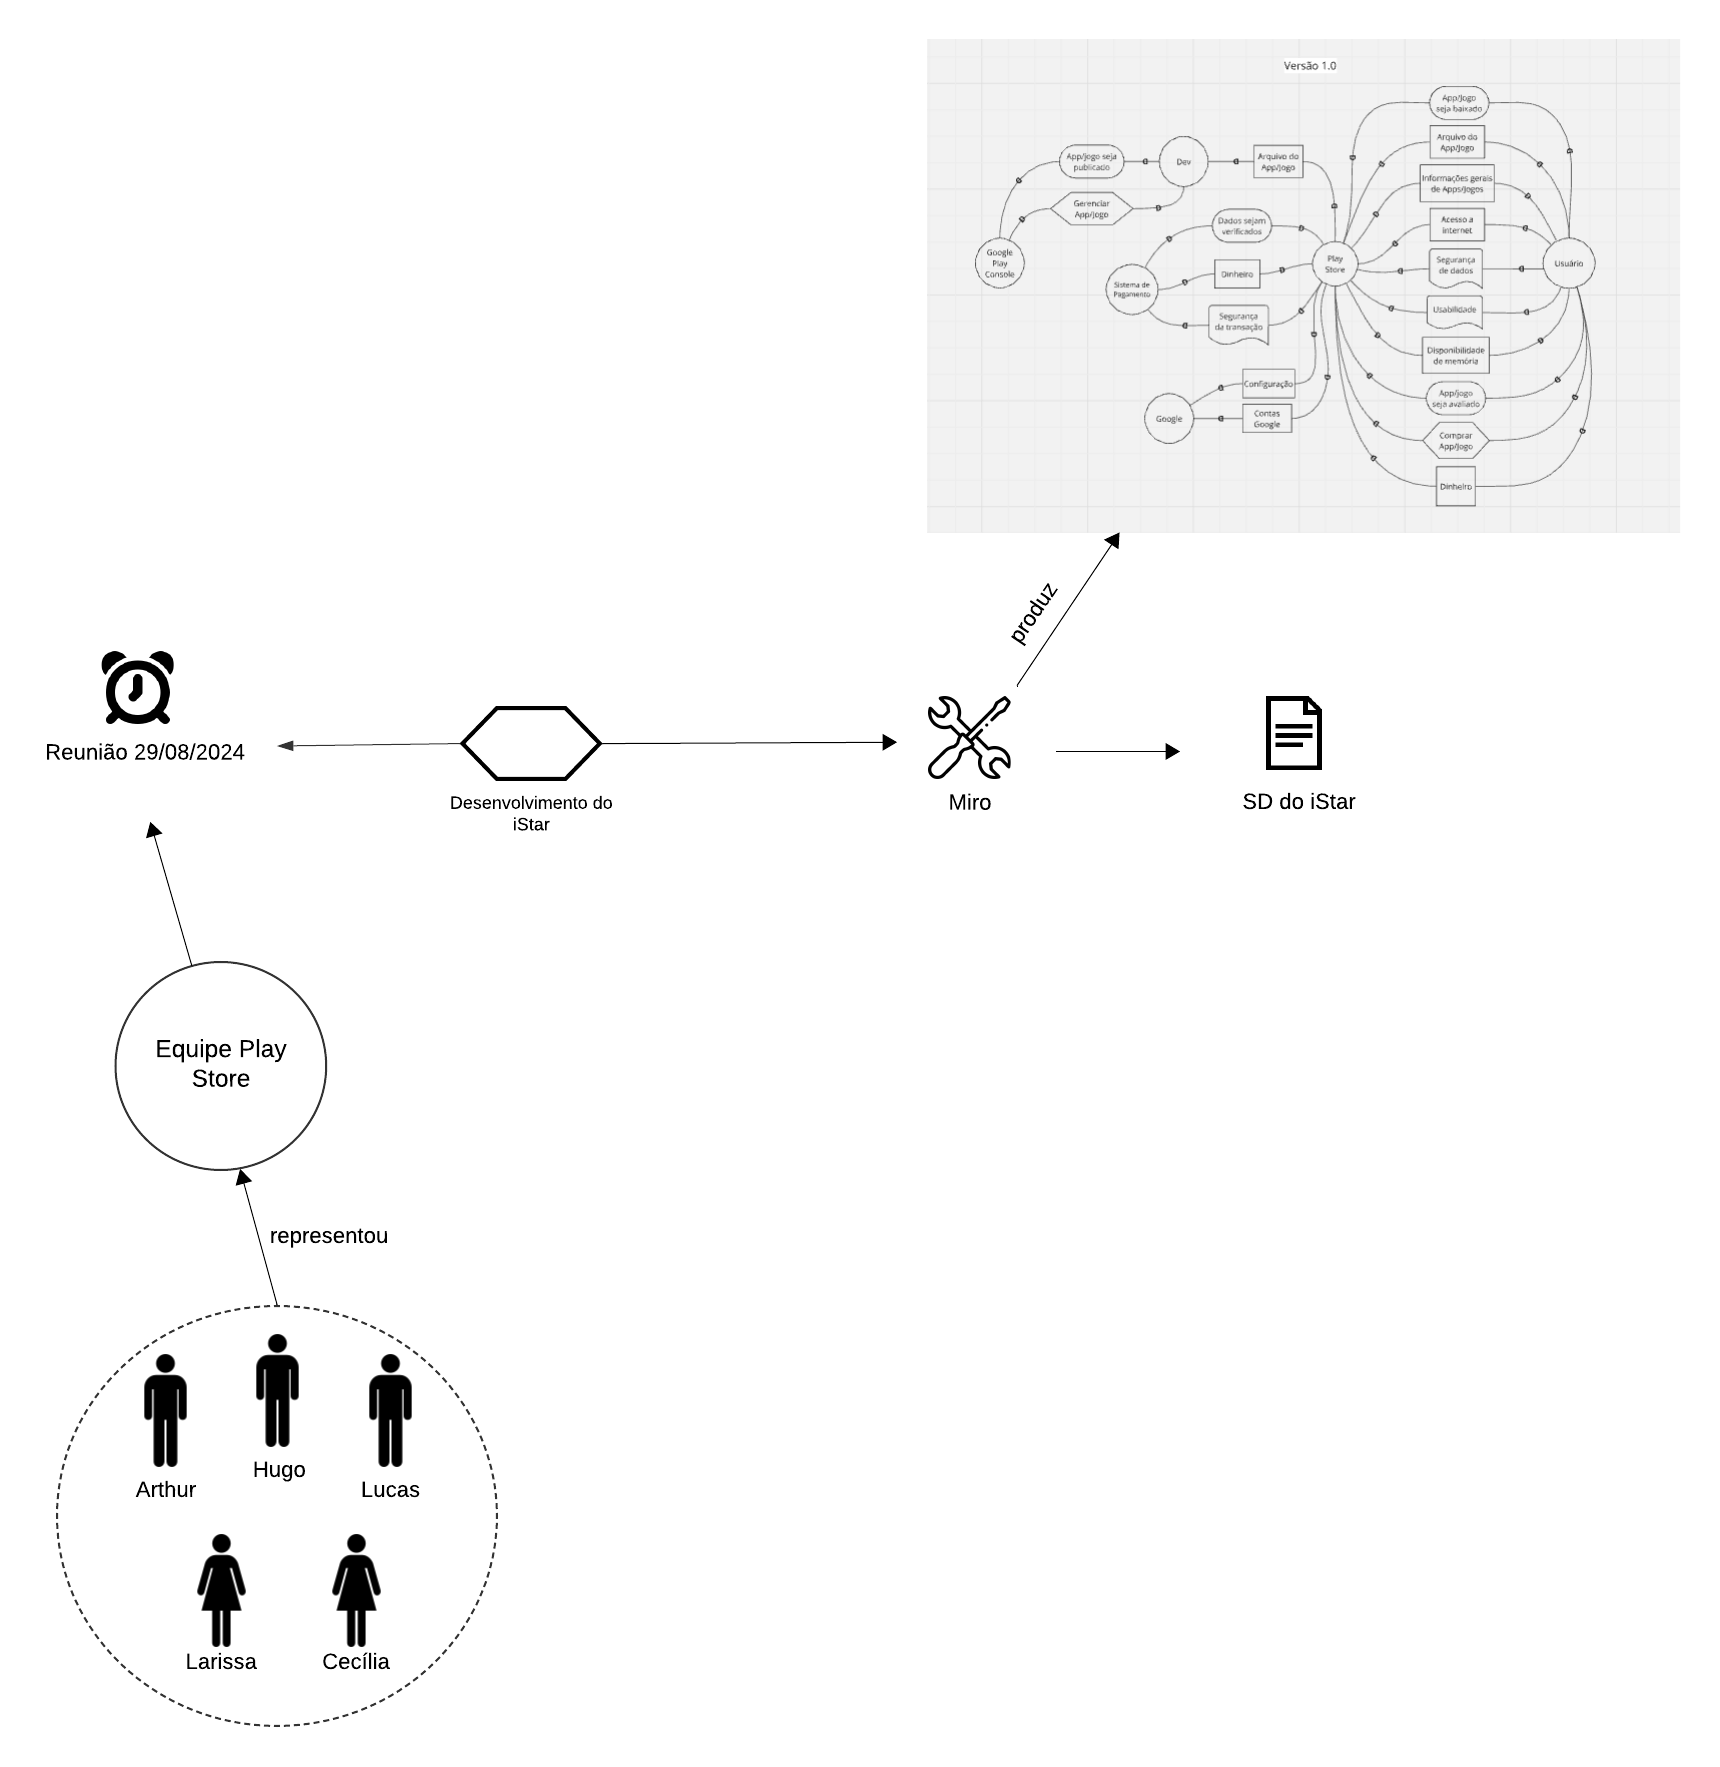 Versão 1.0
App/Jogo
seja baixado
Arquivo do
App/Jogo
Informações gerais
de Apps/Jogos
Acesso a
internet
Segurança
de dados
Usabilidade
Disponibilidade
de memória
App/jogo
seja avaliado
Comprar
App/Jogo
Dinheiro
Usuário
Play
Store
App/jogo seja
publicado
Dev
Arquivo do
App/Jogo
Gerenciar
App/jogo
Google
Play
Console
Dados sejam
verificados
Dinheiro
Sistema de
Pagamento
Segurança
da transação
Configuração
Google
Contas
Google
produz
Reunião 29/08/2024
Desenvolvimento do
iStar
Miro
SD do iStar
Equipe Play
Store
representou
Arthur
Hugo
Lucas
Larissa
Cecília